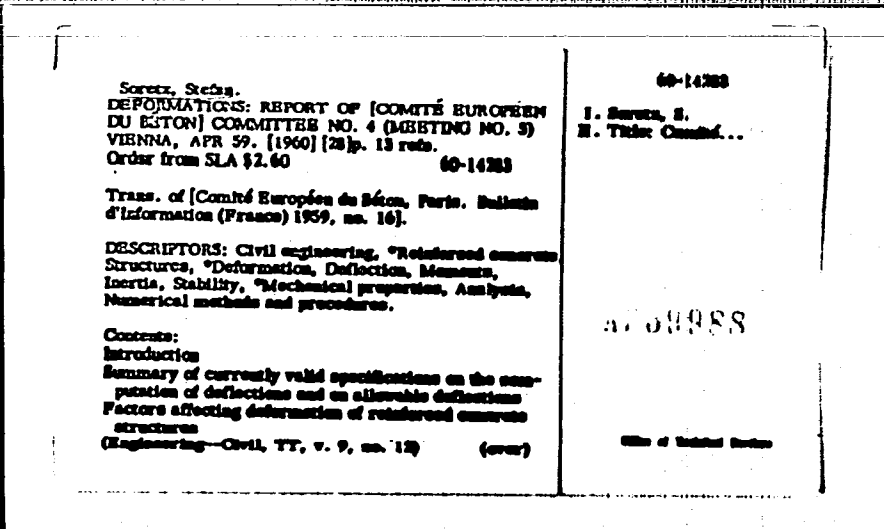 Soretz, Stefan.
DEFORMATIONS: REPORT OF [COMITÉ EUROPÉEN
DU BÉTON] COMMITTEE NO. 4 (MEETING NO. 5)
VIENNA, APR 59. [1960] [28]p. 13 refs.
Order from SLA $2.60 60-14283
Trans. of [Comité Européen du Béton, Paris. Bulletin
d'Information (France) 1959, no. 16].
DESCRIPTORS: Civil engineering, *Reinforced concrete
Structures, *Deformation, Deflection, Moments,
Inertia, Stability, *Mechanical properties, Analysis,
Numerical methods and procedures.
Contents:
Introduction
Summary of currently valid specifications on the com-
putation of deflections and on allowable deflections
Factors affecting deformation of reinforced concrete
structures
(Engineering--Civil, TT, v. 9, no. 12) (over)
60-14283
I. Soretz, S.
II. Title: Comité...
Office of Technical Services